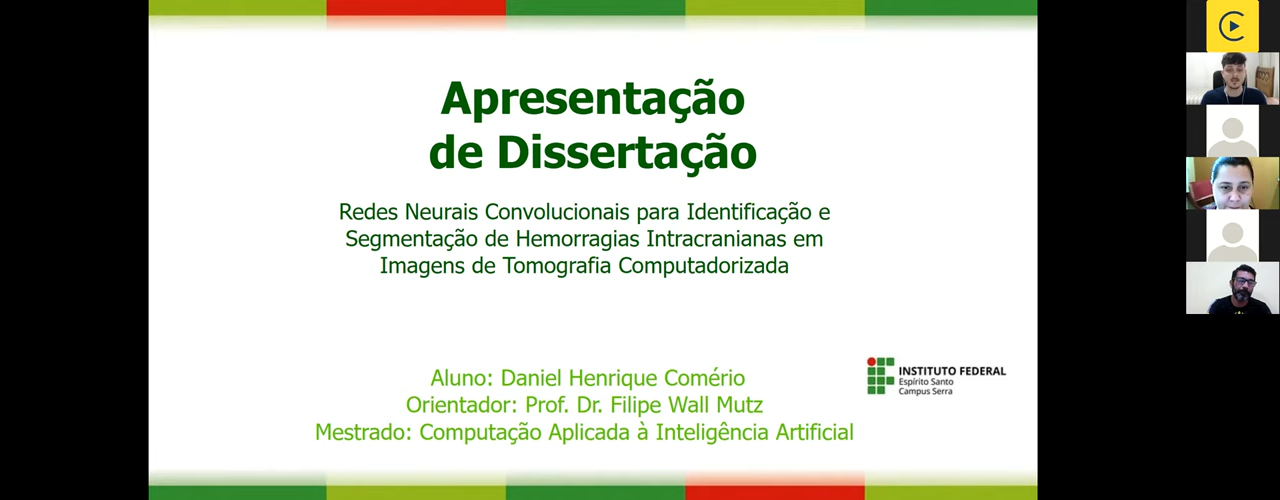 Apresentação
de Dissertação
Redes Neurais Convolucionais para Identificação e
Segmentação de Hemorragias Intracranianas em
Imagens de Tomografia Computadorizada
INSTITUTO FEDERAL
Espírito Santo
Campus Serra
Aluno: Daniel Henrique Comério
Orientador: Prof. Dr. Filipe Wall Mutz
Mestrado: Computação Aplicada à Inteligência Artificial